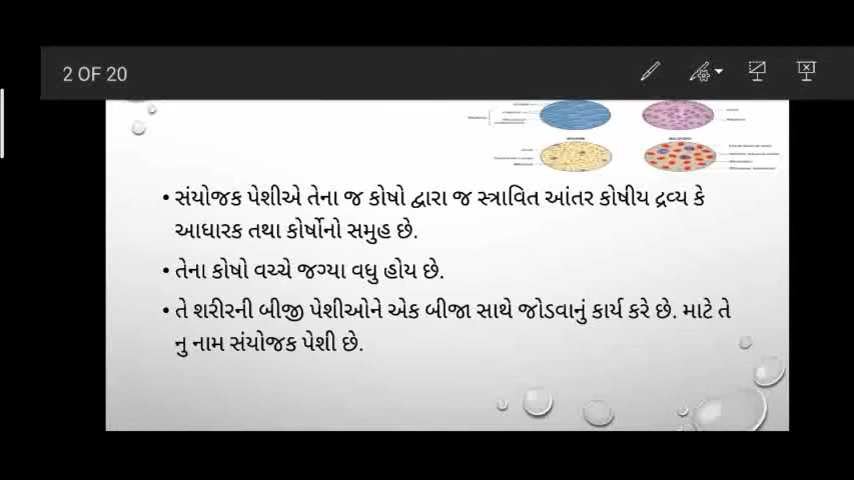 2 OF 20
• સંયોજક પેશીએ તેના જ કોષો દ્વારા જ સ્ત્રાવિત આંતર કોષીય દ્રવ્ય કે
આધારક તથા કોર્ષોનો સમુહ છે.
• તેના કોષો વચ્ચે જગ્યા વધુ હોય છે.
• તે શરીરની બીજી પેશીઓને એક બીજા સાથે જોડવાનું કાર્ય કરે છે. માટે તે
નુ નામ સંયોજક પેશી છે.